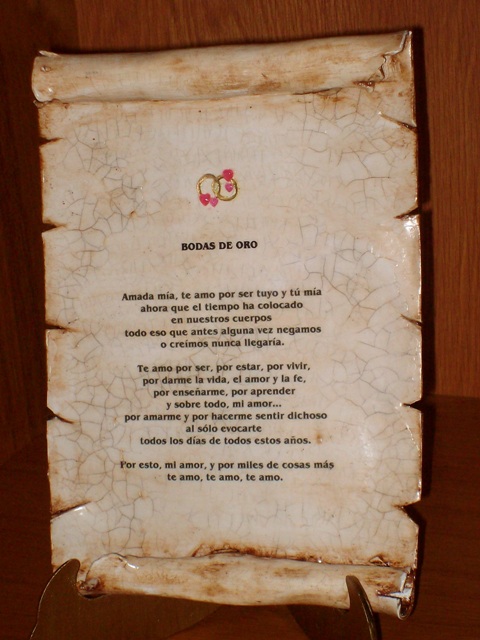 BODAS DE ORO
Amada mía, te amo por ser tuyo y tú mía
ahora que el tiempo ha colocado
en nuestros cuerpos
todo eso que antes alguna vez negamos
o creímos nunca llegaría.
Te amo por ser, por estar, por vivir,
por darme la vida, el amor y la fe,
por enseñarme, por aprender
y sobre todo, mi amor...
por amarme y por hacerme sentir dichoso
al sólo evocarte
todos los días de todos estos años.
Por esto, mi amor, y por miles de cosas más
te amo, te amo, te amo.